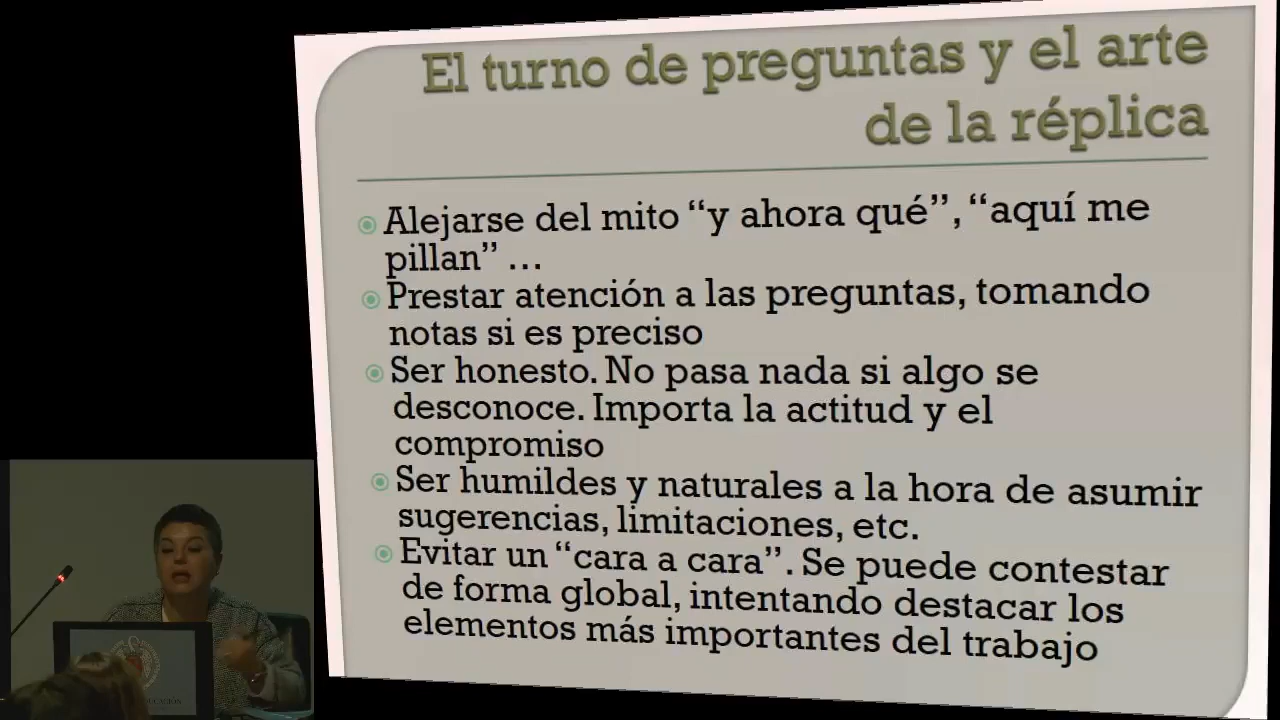 El turno de preguntas y el arte
de la réplica
Alejarse del mito “y ahora qué”, “aquí me
pillan” ...
Prestar atención a las preguntas, tomando
notas si es preciso
Ser honesto. No pasa nada si algo se
desconoce. Importa la actitud y el
compromiso
Ser humildes y naturales a la hora de asumir
sugerencias, limitaciones, etc.
Evitar un “cara a cara”. Se puede contestar
de forma global, intentando destacar los
elementos más importantes del trabajo